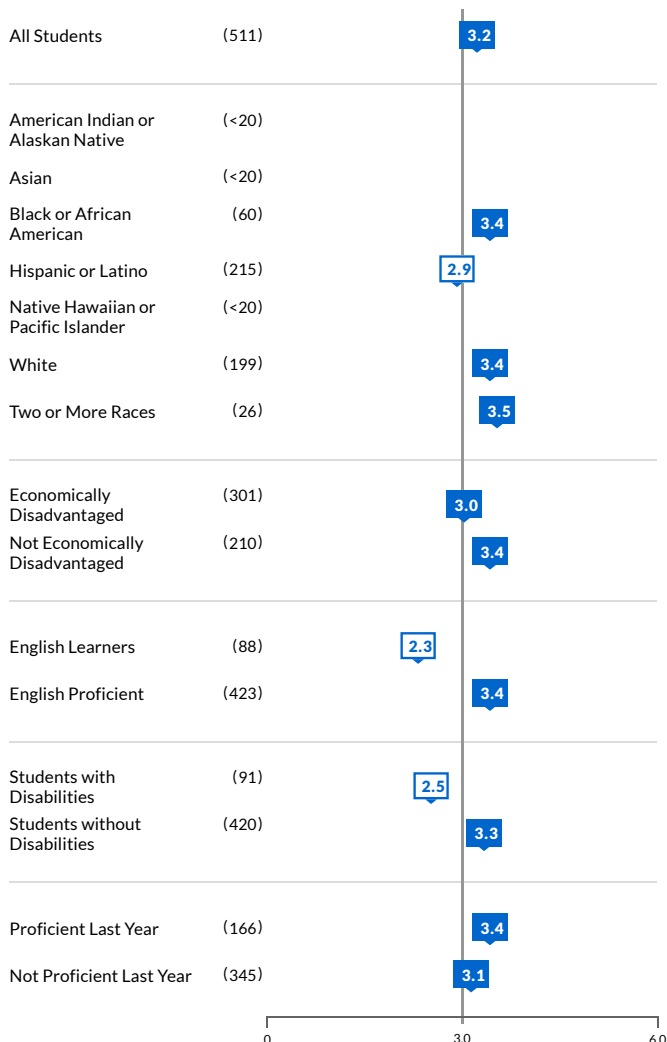 All Students (511) 3.2
American Indian or (<20)
Alaskan Native
Asian (<20)
Black or African (60) 3.4
American
Hispanic or Latino (215) 2.9
Native Hawaiian or (<20)
Pacific Islander
White (199) 3.4
Two or More Races (26) 3.5
Economically (301) 3.0
Disadvantaged
Not Economically (210) 3.4
Disadvantaged
English Learners (88) 2.3
English Proficient (423) 3.4
Students with (91) 2.5
Disabilities
Students without (420) 3.3
Disabilities
Proficient Last Year (166) 3.4
Not Proficient Last Year (345) 3.1
0 3.0 6.0